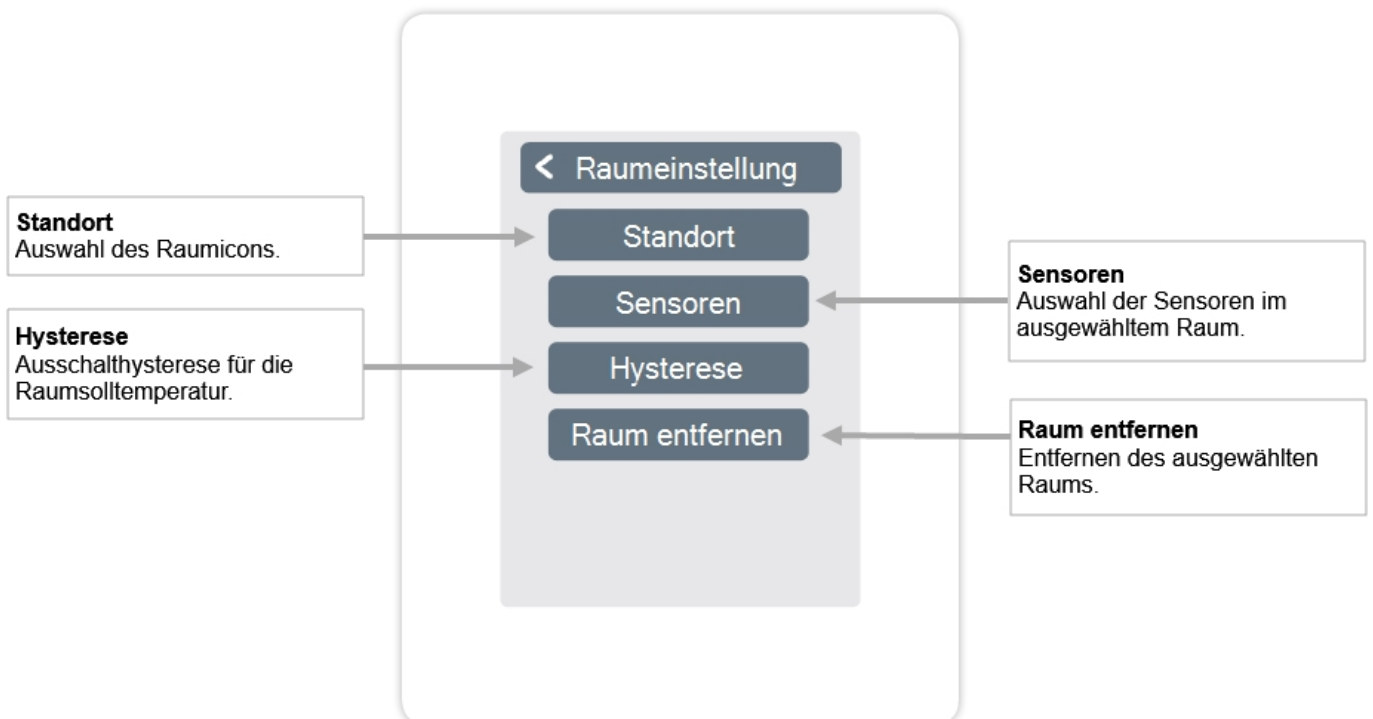 < Raumeinstellung
Standort
Sensoren
Hysterese
Raum entfernen
Standort
Auswahl des Raumicons.
Hysterese
Ausschalthysterese für die
Raumsolltemperatur.
Sensoren
Auswahl der Sensoren im
ausgewähltem Raum.
Raum entfernen
Entfernen des ausgewählten
Raums.